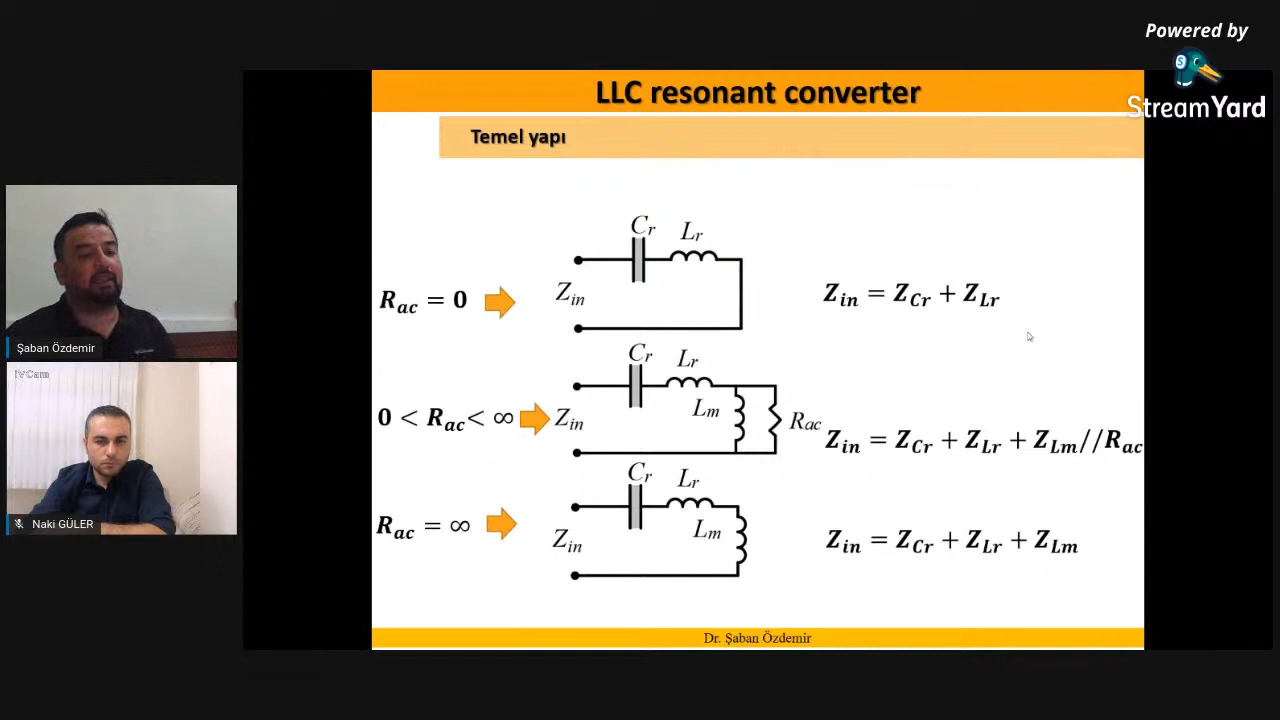 Powered by
StreamYard
LLC resonant converter
Temel yapı
Cr Lr
Rac = 0 Zin Zin = ZCr + ZLr
Şaban Özdemir
iVCam
Cr Lr
0 < Rac < ∞ Zin Lm Rac Zin = ZCr + ZLr + ZLm//Rac
Cr Lr
Rac = ∞ Zin Lm Zin = ZCr + ZLr + ZLm
Naki GÜLER
Dr. Şaban Özdemir